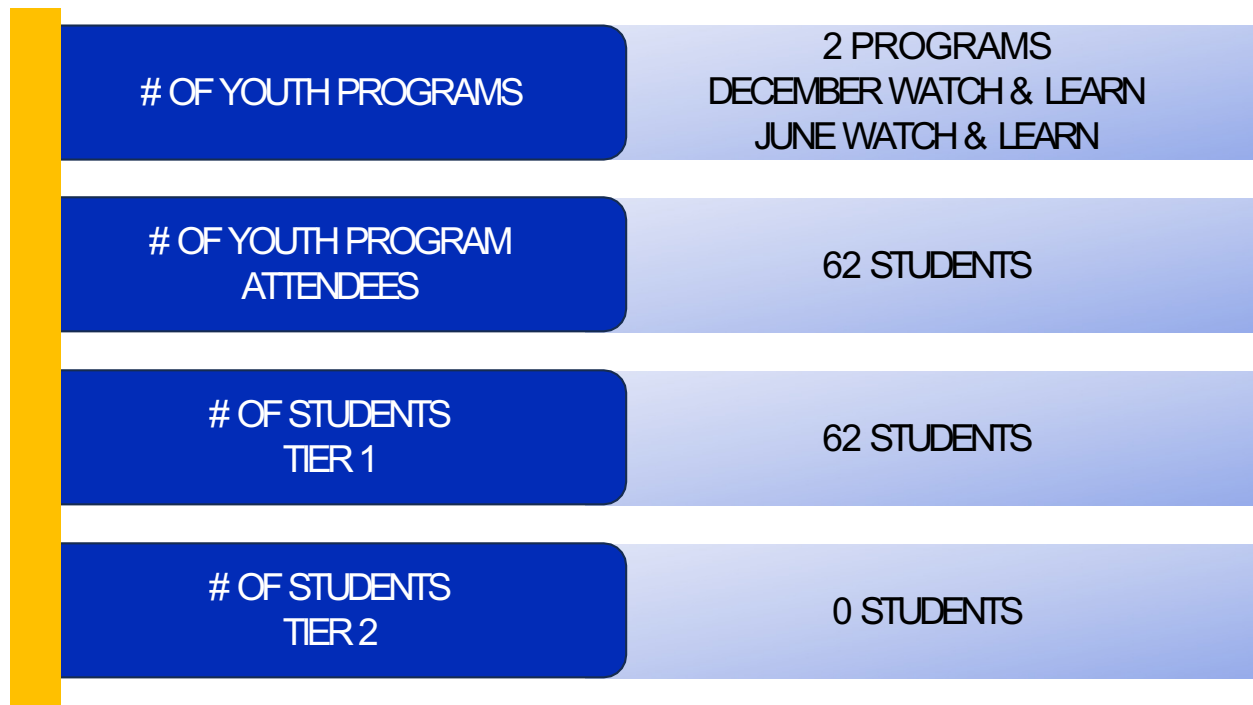 # OF YOUTH PROGRAMS
2 PROGRAMS
DECEMBER WATCH & LEARN
JUNE WATCH & LEARN
# OF YOUTH PROGRAM
ATTENDEES
62 STUDENTS
# OF STUDENTS
TIER 1
62 STUDENTS
# OF STUDENTS
TIER 2
0 STUDENTS